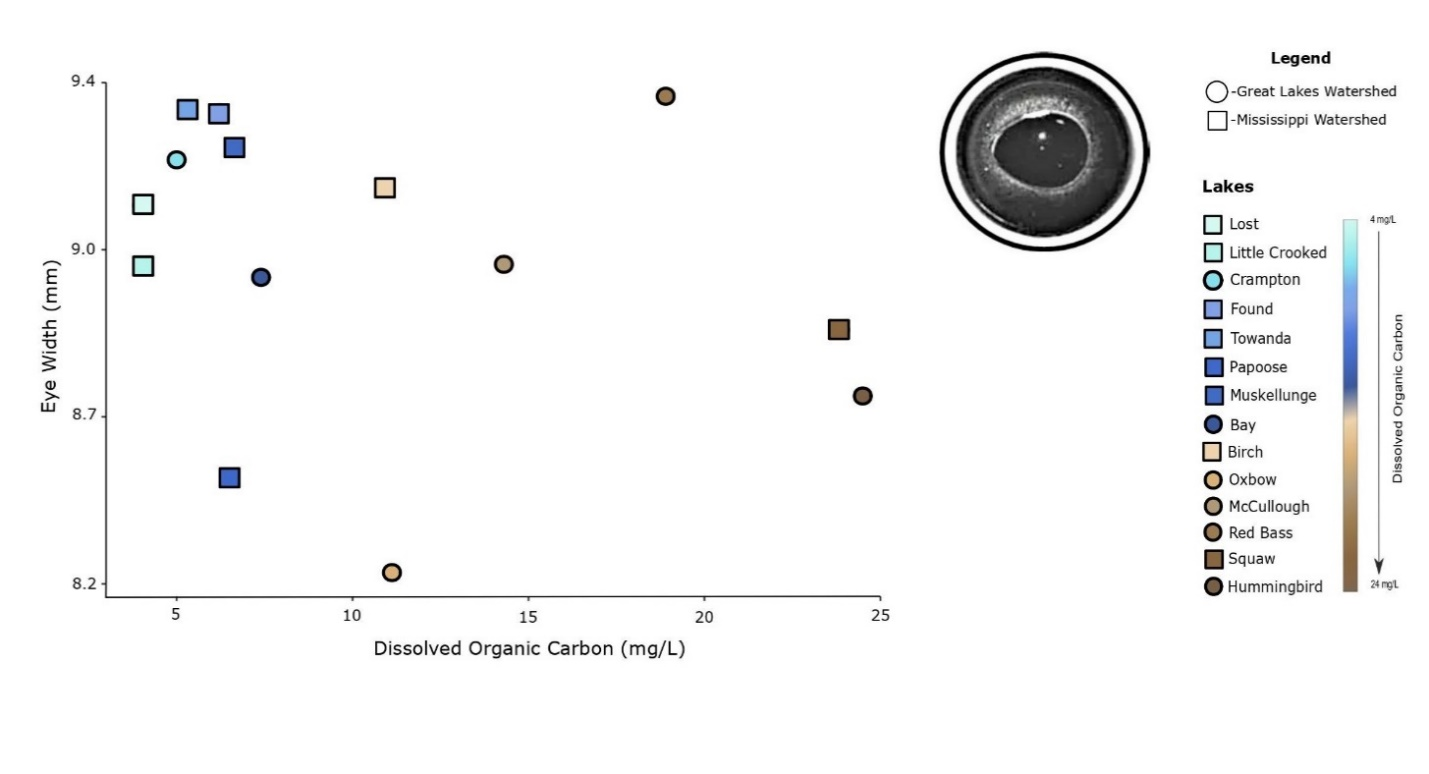 9.4
9.0
8.7
8.2
Eye Width (mm)
5
10
15
20
25
Dissolved Organic Carbon (mg/L)
Legend
-Great Lakes Watershed
-Mississippi Watershed
Lakes
Lost
Little Crooked
Crampton
Found
Towanda
Papoose
Muskellunge
Bay
Birch
Oxbow
McCullough
Red Bass
Squaw
Hummingbird
4 mg/L
Dissolved Organic Carbon
24 mg/L